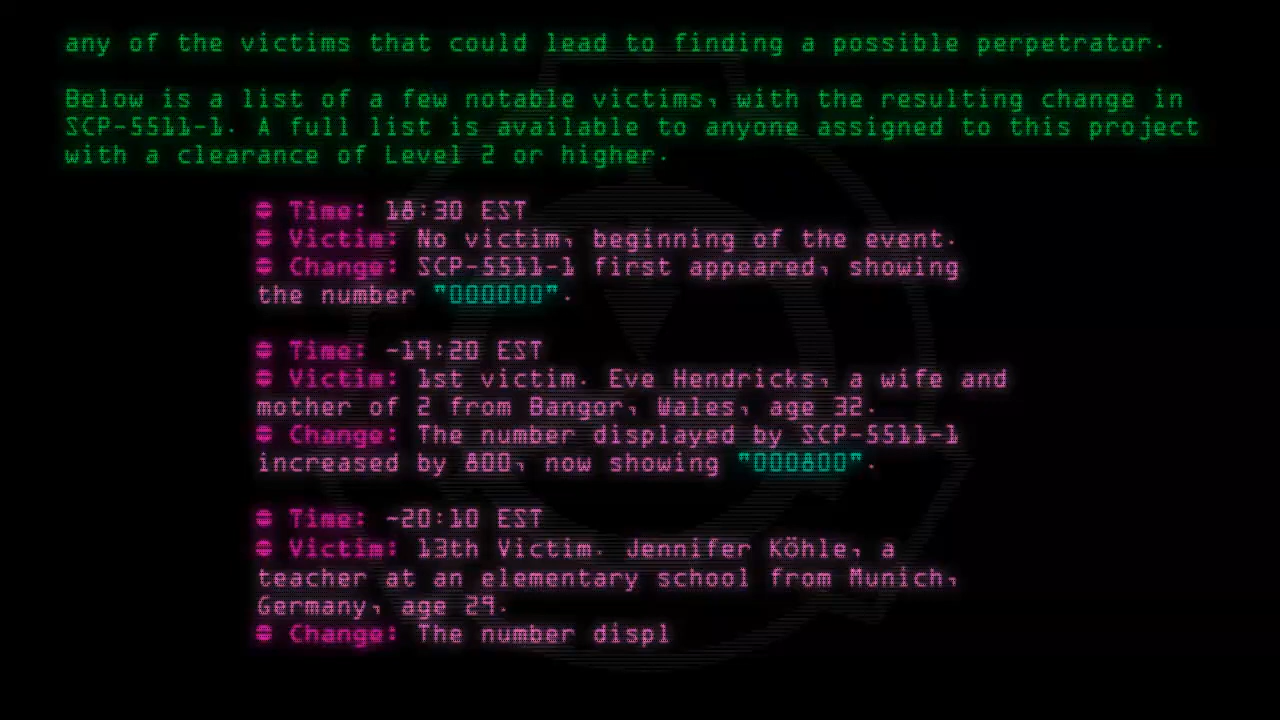 any of the victims that could lead to finding a possible perpetrator.
Below is a list of a few notable victims, with the resulting change in
SCP-5511-1. A full list is available to anyone assigned to this project
with a clearance of Level 2 or higher.
● Time: 18:30 EST
● Victim: No victim, beginning of the event.
● Change: SCP-5511-1 first appeared, showing
the number "000000".
● Time: ~19:20 EST
● Victim: 1st victim. Eve Hendricks, a wife and
mother of 2 from Bangor, Wales, age 32.
● Change: The number displayed by SCP-5511-1
increased by 800, now showing "000800".
● Time: ~20:10 EST
● Victim: 13th Victim. Jennifer Köhle, a
teacher at an elementary school from Munich,
Germany, age 29.
● Change: The number displ